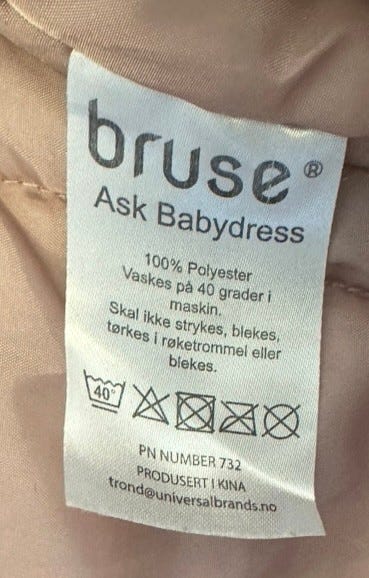 bruse®
Ask Babydress
100% Polyester
Vaskes på 40 grader i
maskin.
Skal ikke strykes, blekes,
tørkes i røketrommel eller
blekes.
40°
PN NUMBER 732
PRODUSERT I KINA
trond@universalbrands.no